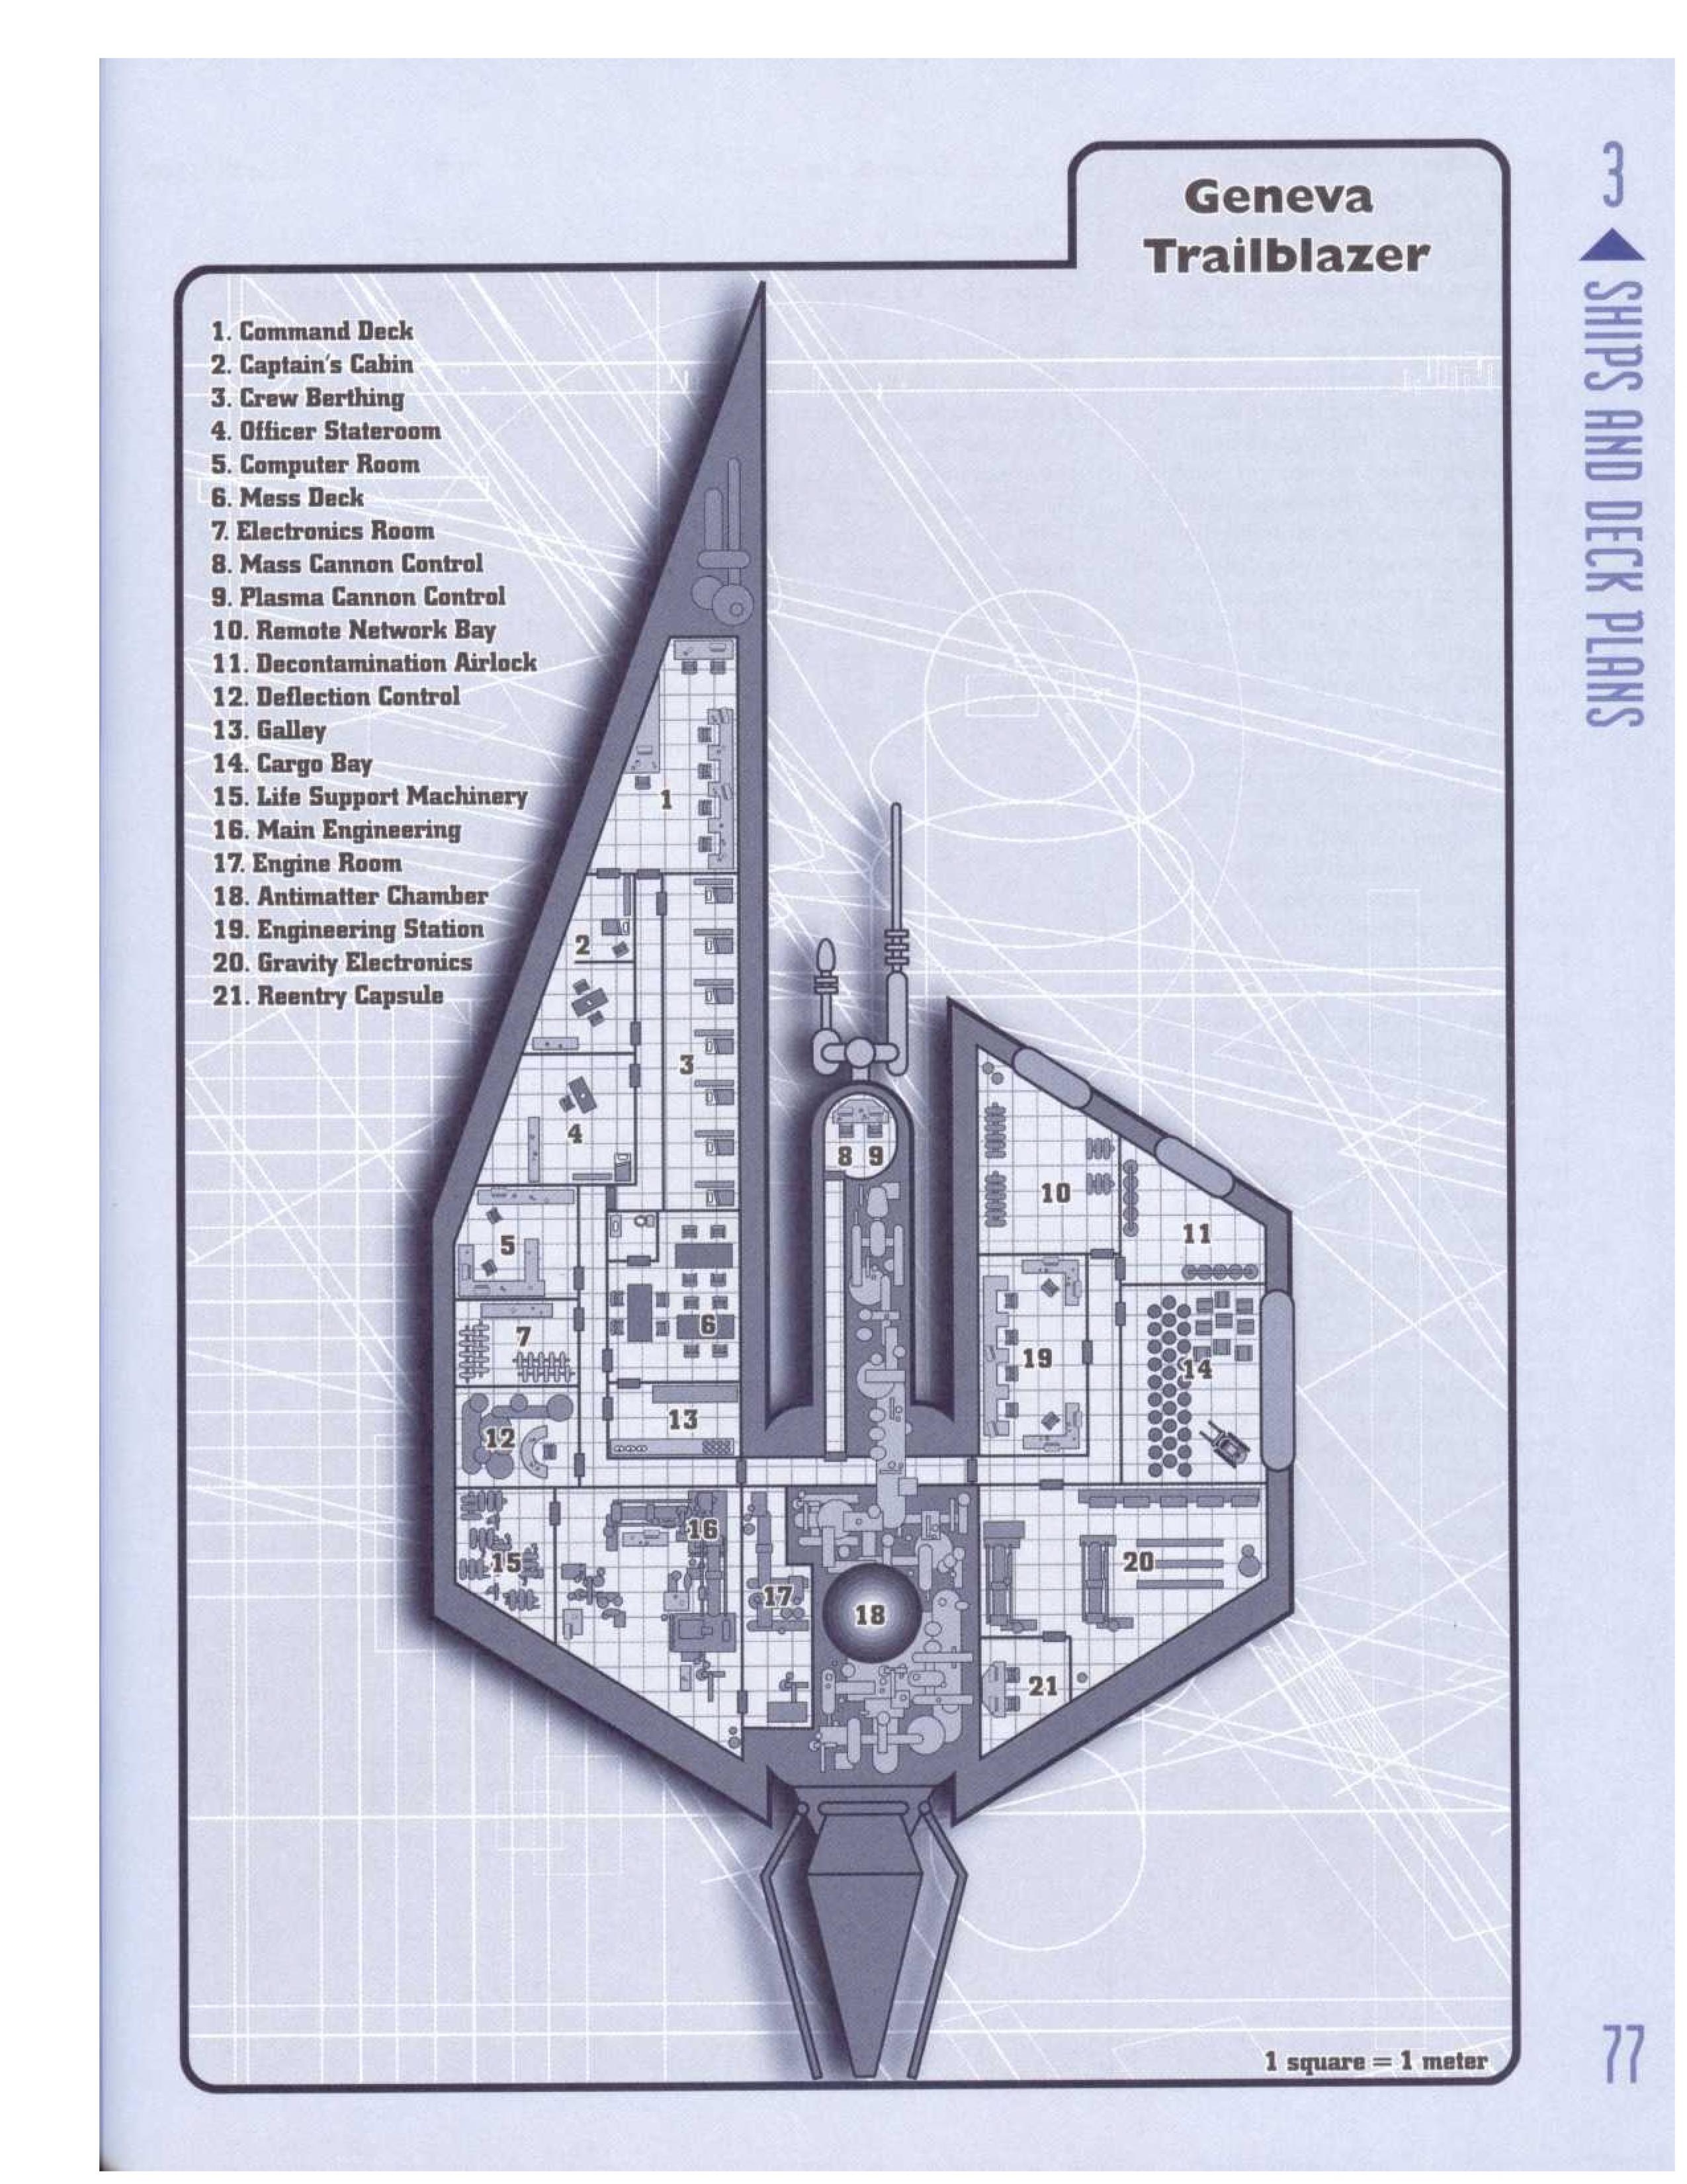 Geneva
Trailblazer
1. Command Deck
2. Captain's Cabin
3. Crew Berthing
4. Officer Stateroom
5. Computer Room
6. Mess Deck
7. Electronics Room
8. Mass Cannon Control
9. Plasma Cannon Control
10. Remote Network Bay
11. Decontamination Airlock
12. Deflection Control
13. Galley
14. Cargo Bay
15. Life Support Machinery
16. Main Engineering
17. Engine Room
18. Antimatter Chamber
19. Engineering Station
20. Gravity Electronics
21. Reentry Capsule
1
2
3
4
8 9
10
11
5
6
7
19
14
13
12
16
15
20
17
18
21
1 square = 1 meter
3 SHIPS AND DECK PLANS
77